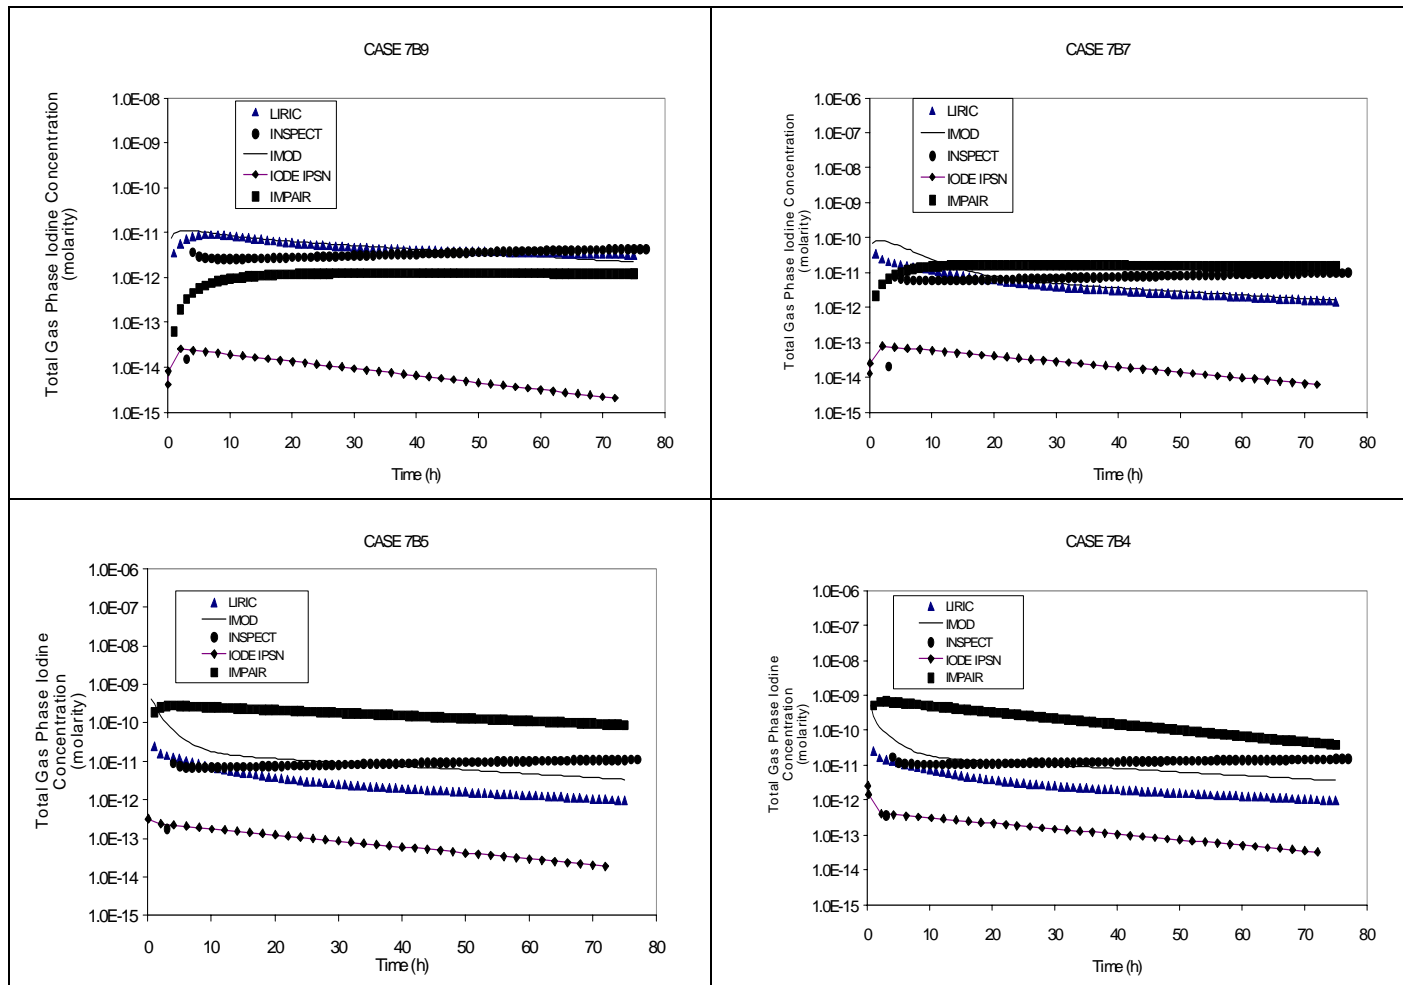 CASE 7B9
Total Gas Phase Iodine Concentration
(molarity)
1.0E-08
1.0E-09
1.0E-10
1.0E-11
1.0E-12
1.0E-13
1.0E-14
1.0E-15
LIRIC
INSPECT
IMOD
IODE IPSN
IMPAIR
0 10 20 30 40 50 60 70 80
Time (h)
CASE 7B7
Total Gas Phase Iodine Concentration
(molarity)
1.0E-06
1.0E-07
1.0E-08
1.0E-09
1.0E-10
1.0E-11
1.0E-12
1.0E-13
1.0E-14
1.0E-15
LIRIC
IMOD
INSPECT
IODE IPSN
IMPAIR
0 10 20 30 40 50 60 70 80
Time (h)
CASE 7B5
Total Gas Phase Iodine
Concentration
(molarity)
1.0E-06
1.0E-07
1.0E-08
1.0E-09
1.0E-10
1.0E-11
1.0E-12
1.0E-13
1.0E-14
1.0E-15
LIRIC
IMOD
INSPECT
IODE IPSN
IMPAIR
0 10 20 30 40 50 60 70 80
Time (h)
CASE 7B4
Total Gas Phase Iodine
Concentration
(molarity)
1.0E-06
1.0E-07
1.0E-08
1.0E-09
1.0E-10
1.0E-11
1.0E-12
1.0E-13
1.0E-14
1.0E-15
LIRIC
IMOD
INSPECT
IODE IPSN
IMPAIR
0 10 20 30 40 50 60 70 80
Time (h)